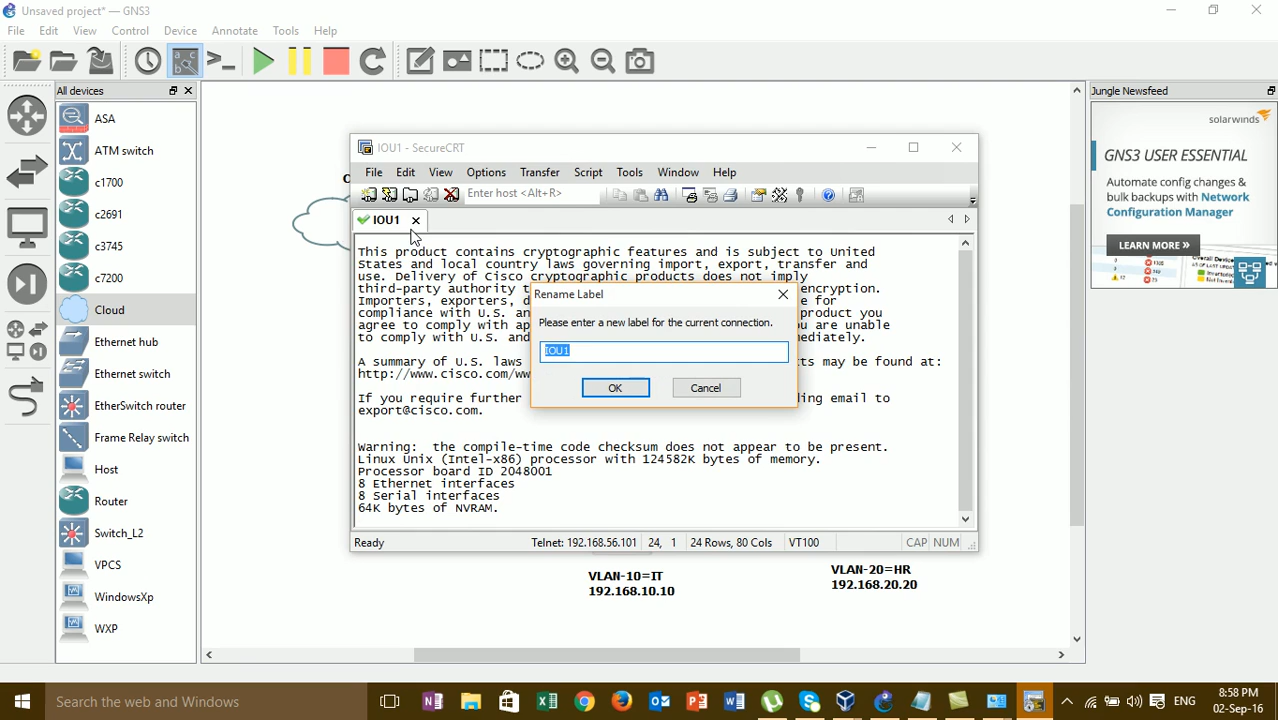 Unsaved project* — GNS3
File Edit View Control Device Annotate Tools Help
All devices
ASA
ATM switch
c1700
c2691
c3745
c7200
Cloud
Ethernet hub
Ethernet switch
EtherSwitch router
Frame Relay switch
Host
Router
Switch_L2
VPCS
WindowsXp
WXP
C
IOU1 - SecureCRT
File Edit View Options Transfer Script Tools Window Help
Enter host <Alt+R>
IOU1
This product contains cryptographic features and is subject to United
States and local country laws governing import, export, transfer and
use. Delivery of Cisco cryptographic products does not imply
third-party authority t encryption.
Importers, exporters, d e for
compliance with U.S. an product you
agree to comply with ap ou are unable
to comply with U.S. and mediately.
A summary of U.S. laws ts may be found at:
http://www.cisco.com/ww
If you require further ding email to
export@cisco.com.
Warning: the compile-time code checksum does not appear to be present.
Linux Unix (Intel-x86) processor with 124582K bytes of memory.
Processor board ID 2048001
8 Ethernet interfaces
8 Serial interfaces
64K bytes of NVRAM.
Ready Telnet: 192.168.56.101 24, 1 24 Rows, 80 Cols VT100 CAP NUM
Rename Label
Please enter a new label for the current connection.
IOU1
OK Cancel
VLAN-10=IT
192.168.10.10
VLAN-20=HR
192.168.20.20
Jungle Newsfeed
solarwinds
GNS3 USER ESSENTIAL
Automate config changes &
bulk backups with Network
Configuration Manager
LEARN MORE »
Search the web and Windows
ENG
8:58 PM
02-Sep-16